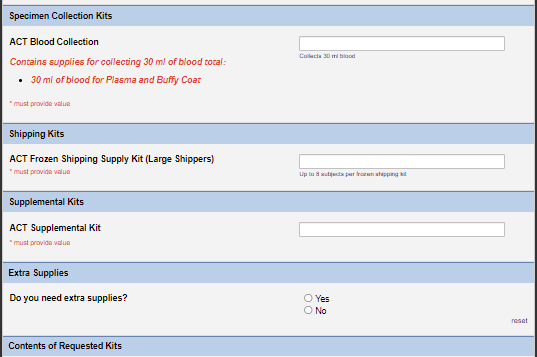 Specimen Collection Kits
ACT Blood Collection
Collects 30 ml blood
Contains supplies for collecting 30 ml of blood total:
• 30 ml of blood for Plasma and Buffy Coat
* must provide value
Shipping Kits
ACT Frozen Shipping Supply Kit (Large Shippers)
* must provide value
Up to 8 subjects per frozen shipping kit
Supplemental Kits
ACT Supplemental Kit
* must provide value
Extra Supplies
Do you need extra supplies?
Yes
No
reset
Contents of Requested Kits